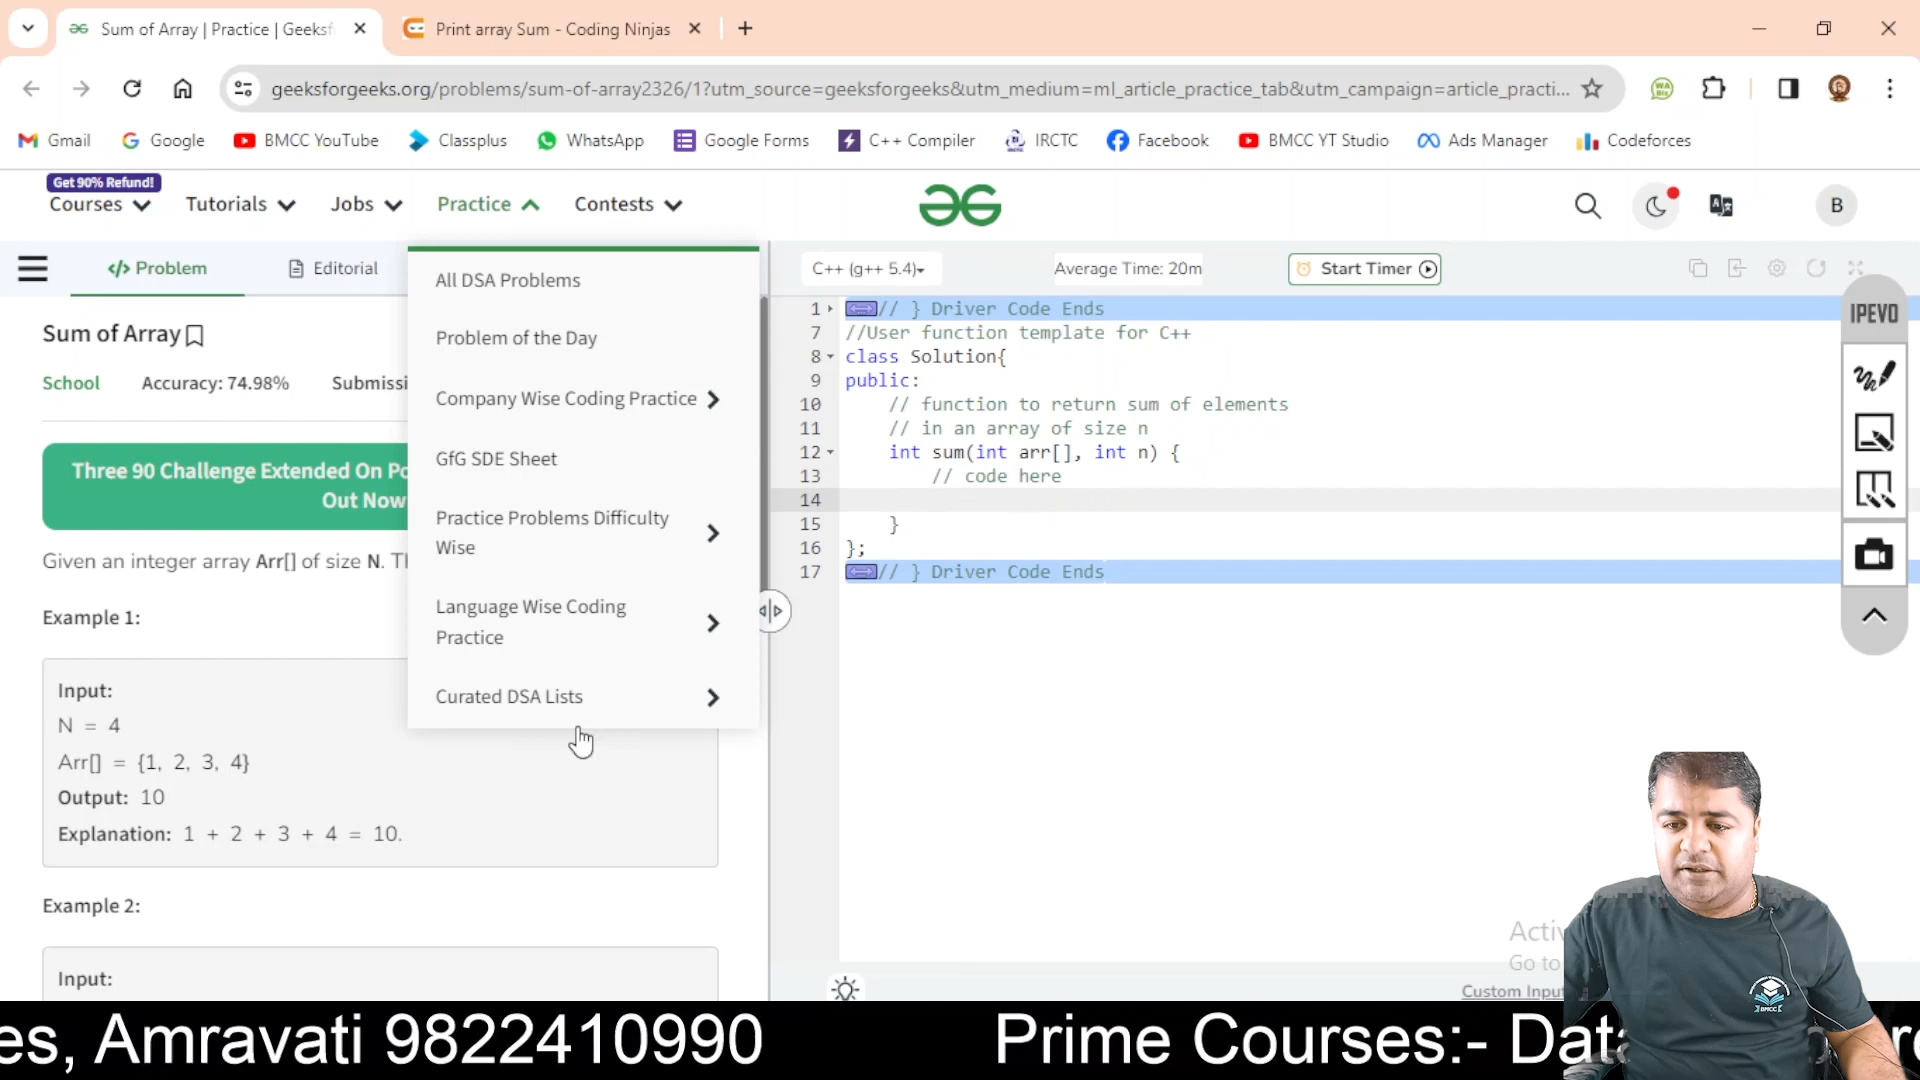 Sum of Array | Practice | Geeksf
Print array Sum - Coding Ninjas
geeksforgeeks.org/problems/sum-of-array2326/1?utm_source=geeksforgeeks&utm_medium=ml_article_practice_tab&utm_campaign=article_practi...
Gmail Google BMCC YouTube Classplus WhatsApp Google Forms C++ Compiler IRCTC Facebook BMCC YT Studio Ads Manager Codeforces
Get 90% Refund!
Courses Tutorials Jobs Practice Contests
B
</> Problem Editorial
All DSA Problems
Problem of the Day
Company Wise Coding Practice
GfG SDE Sheet
Practice Problems Difficulty
Wise
Language Wise Coding
Practice
Curated DSA Lists
Sum of Array
School Accuracy: 74.98% Submissi
Three 90 Challenge Extended On Po
Out Now
Given an integer array Arr[] of size N. Th
Example 1:
Input:
N = 4
Arr[] = {1, 2, 3, 4}
Output: 10
Explanation: 1 + 2 + 3 + 4 = 10.
Example 2:
Input:
C++ (g++ 5.4) Average Time: 20m Start Timer
1 // } Driver Code Ends
7 //User function template for C++
8 class Solution{
9 public:
10 // function to return sum of elements
11 // in an array of size n
12 int sum(int arr[], int n) {
13 // code here
14
15 }
16 };
17 // } Driver Code Ends
IPEVO
Activ
Go to
Custom Input
BMCC
es, Amravati 9822410990 Prime Courses:- Data